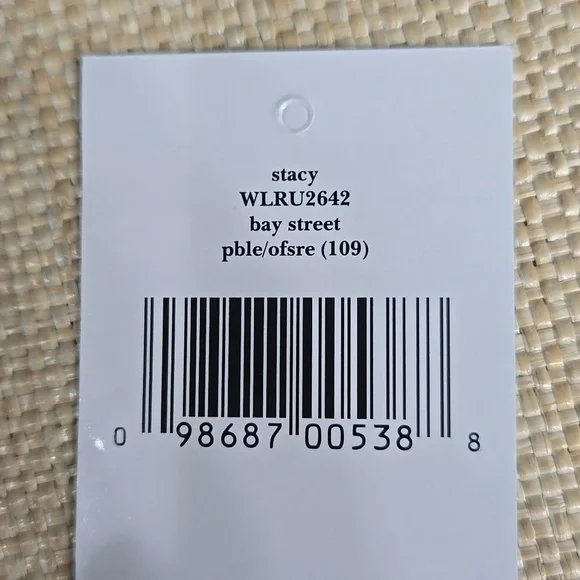 stacy
WLRU2642
bay street
pble/ofsre (109)
0 98687 00538 8